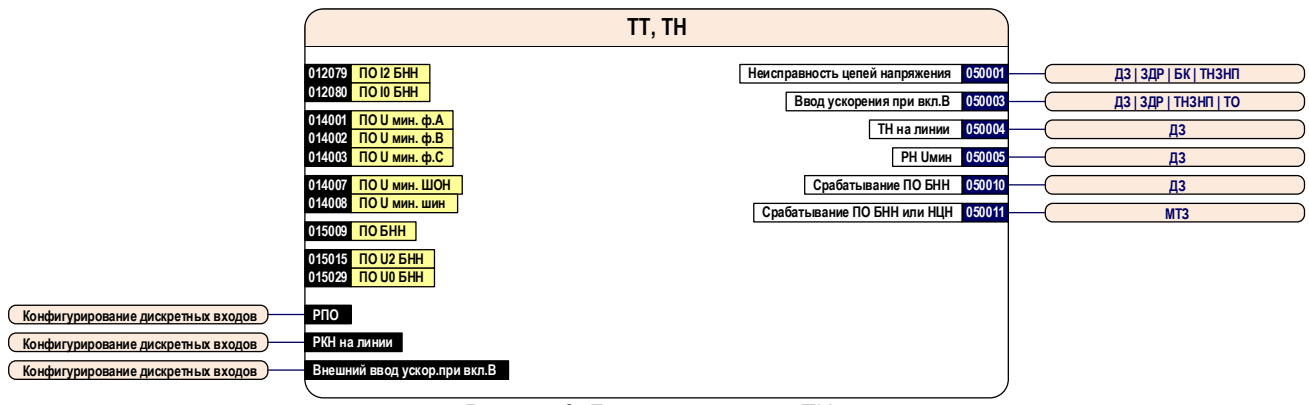 ТТ, ТН
012079 ПО I2 БНН
012080 ПО I0 БНН
014001 ПО U мин. ф.А
014002 ПО U мин. ф.В
014003 ПО U мин. ф.С
014007 ПО U мин. ШОН
014008 ПО U мин. шин
015009 ПО БНН
015015 ПО U2 БНН
015029 ПО U0 БНН
Конфигурирование дискретных входов РПО
Конфигурирование дискретных входов РКН на линии
Конфигурирование дискретных входов Внешний ввод ускор.при вкл.В
Неисправность цепей напряжения 050001 ДЗ | ЗДР | БК | ТНЗНП
Ввод ускорения при вкл.В 050003 ДЗ | ЗДР | ТНЗНП | ТО
ТН на линии 050004 ДЗ
РН Uмин 050005 ДЗ
Срабатывание ПО БНН 050010 ДЗ
Срабатывание ПО БНН или НЦН 050011 МТЗ